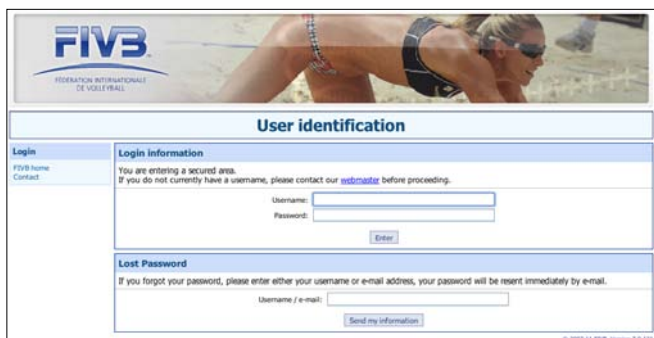 FIVB
FÉDÉRATION INTERNATIONALE
DE VOLLEYBALL
User identification
Login
FIVB home
Contact
Login information
You are entering a secured area.
If you do not currently have a username, please contact our webmaster before proceeding.
Username:
Password:
Enter
Lost Password
If you forgot your password, please enter either your username or e-mail address, your password will be resent immediately by e-mail.
Username / e-mail:
Send my information